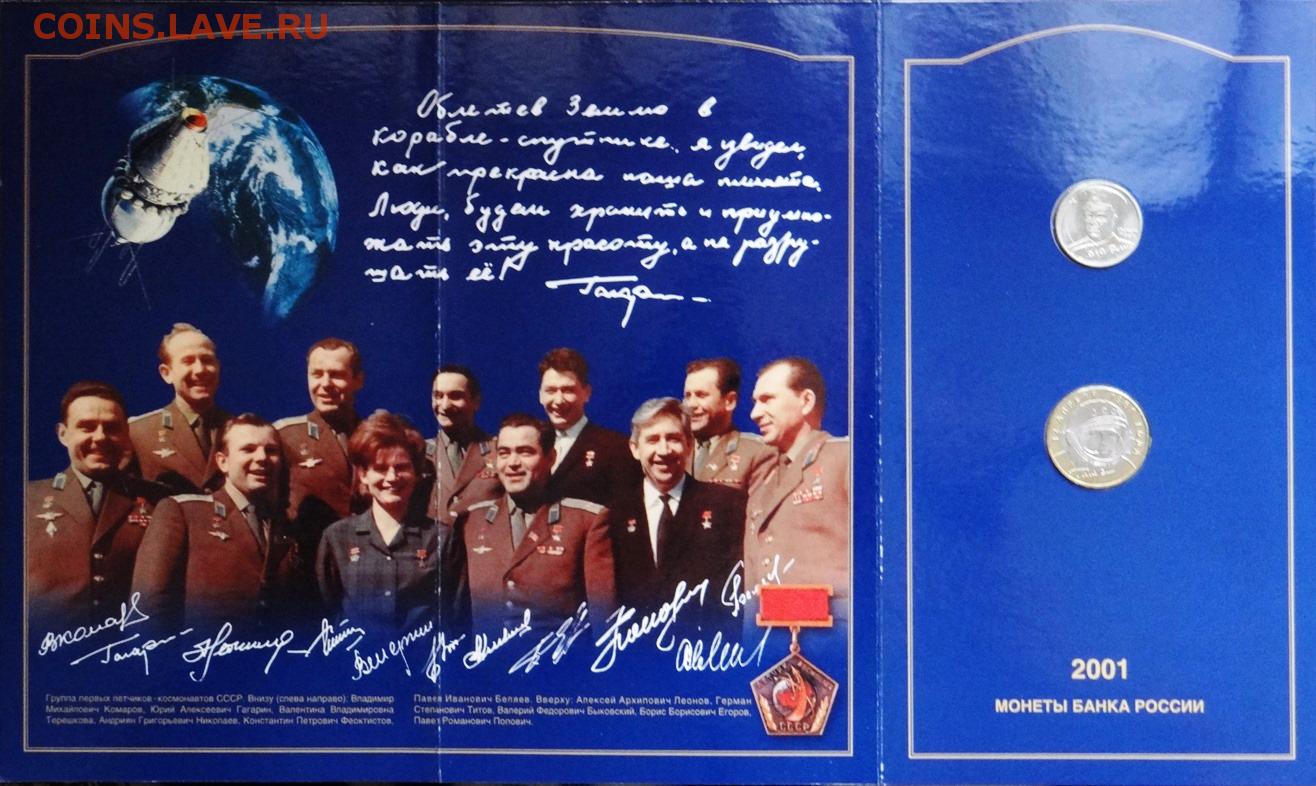 COINS.LAVE.RU
Облетев Землю в
корабле-спутнике, я увидел,
как прекрасна наша планета.
Люди, будем хранить и приумно-
жать эту красоту, а не разру-
шать её!
Гагарин
Группа первых летчиков-космонавтов СССР. Внизу (слева направо): Владимир
Михайлович Комаров, Юрий Алексеевич Гагарин, Валентина Владимировна
Терешкова, Андриян Григорьевич Николаев, Константин Петрович Феоктистов,
Павел Иванович Беляев. Вверху: Алексей Архипович Леонов, Герман
Степанович Титов, Валерий Федорович Быковский, Борис Борисович Егоров,
Павел Романович Попович.
СССР
2001
МОНЕТЫ БАНКА РОССИИ